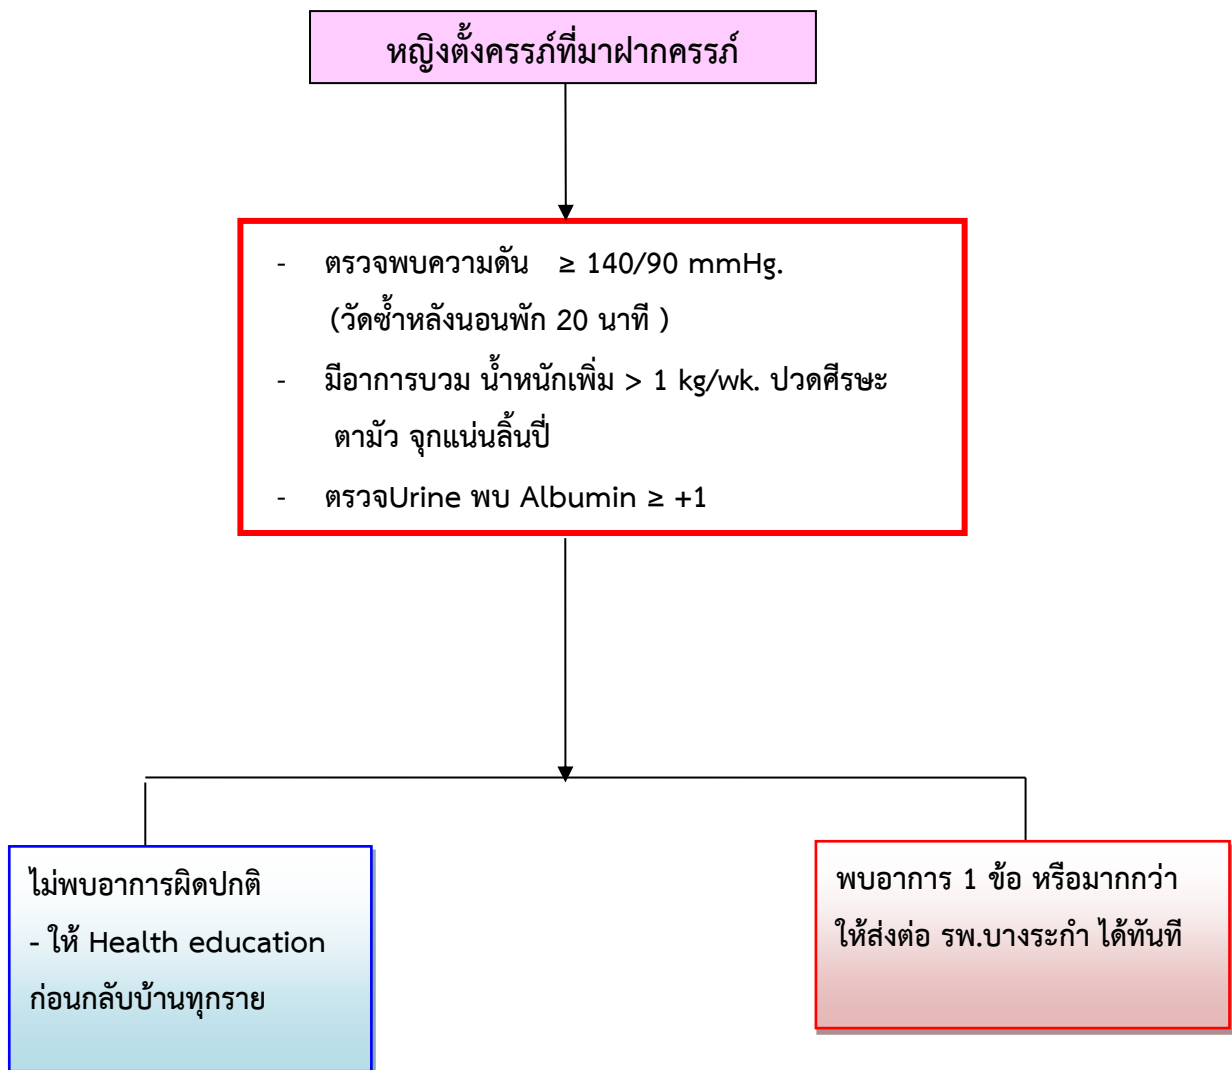 หญิงตั้งครรภ์ที่มาฝากครรภ์
- ตรวจพบความดัน ≥ 140/90 mmHg.
(วัดซ้ำหลังนอนพัก 20 นาที )
- มีอาการบวม น้ำหนักเพิ่ม > 1 kg/wk. ปวดศีรษะ
ตามัว จุกแน่นลิ้นปี่
- ตรวจUrine พบ Albumin ≥ +1
ไม่พบอาการผิดปกติ
- ให้ Health education
ก่อนกลับบ้านทุกราย
พบอาการ 1 ข้อ หรือมากกว่า
ให้ส่งต่อ รพ.บางระกำ ได้ทันที